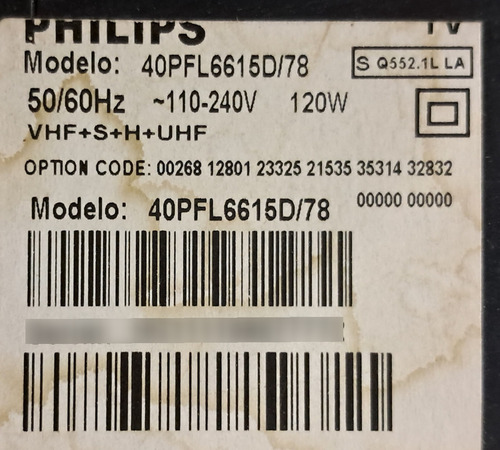 PHILIPS TV
Modelo: 40PFL6615D/78 S Q552.1L LA
50/60Hz ~110-240V 120W
VHF+S+H+UHF
OPTION CODE: 00268 12801 23325 21535 35314 32832
00000 00000
Modelo: 40PFL6615D/78